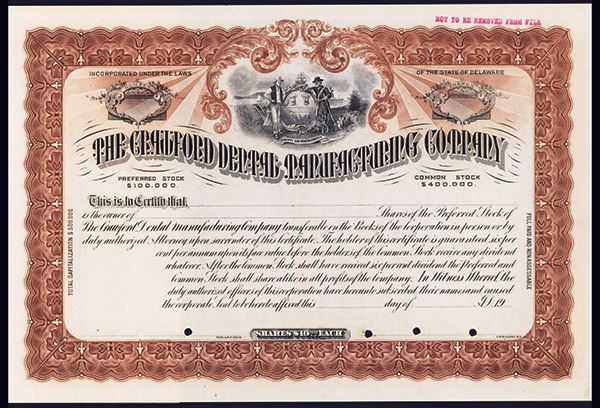 NOT TO BE REMOVED FROM FILE
INCORPORATED UNDER THE LAWS
OF THE STATE OF DELAWARE
THE CRAUFORD DENTAL MANUFACTURING COMPANY
PREFERRED STOCK
$100,000.
COMMON STOCK
$400,000.
This is to Certify that
is the owner of Shares of the Preferred Stock of
The Crauford Dental Manufacturing Company transferable on the Books of the Corporation in person or by
duly authorized Attorney upon surrender of this Certificate. The holder of this certificate is guaranteed six per
cent per annum upon its fair value before the holders of the Common Stock receive any dividend
whatever. After the Common Stock shall have earned six per cent dividend the Preferred and
Common Stock shall share alike in all profits of the Company. In Witness Whereof the
duly authorized officers of this corporation have hereunto subscribed their names and caused
the corporate Seal to be hereto affixed this day of A.D. 19
TOTAL CAPITALIZATION $500,000
FULL PAID AND NON-ASSESSABLE
SHARES $10 EACH